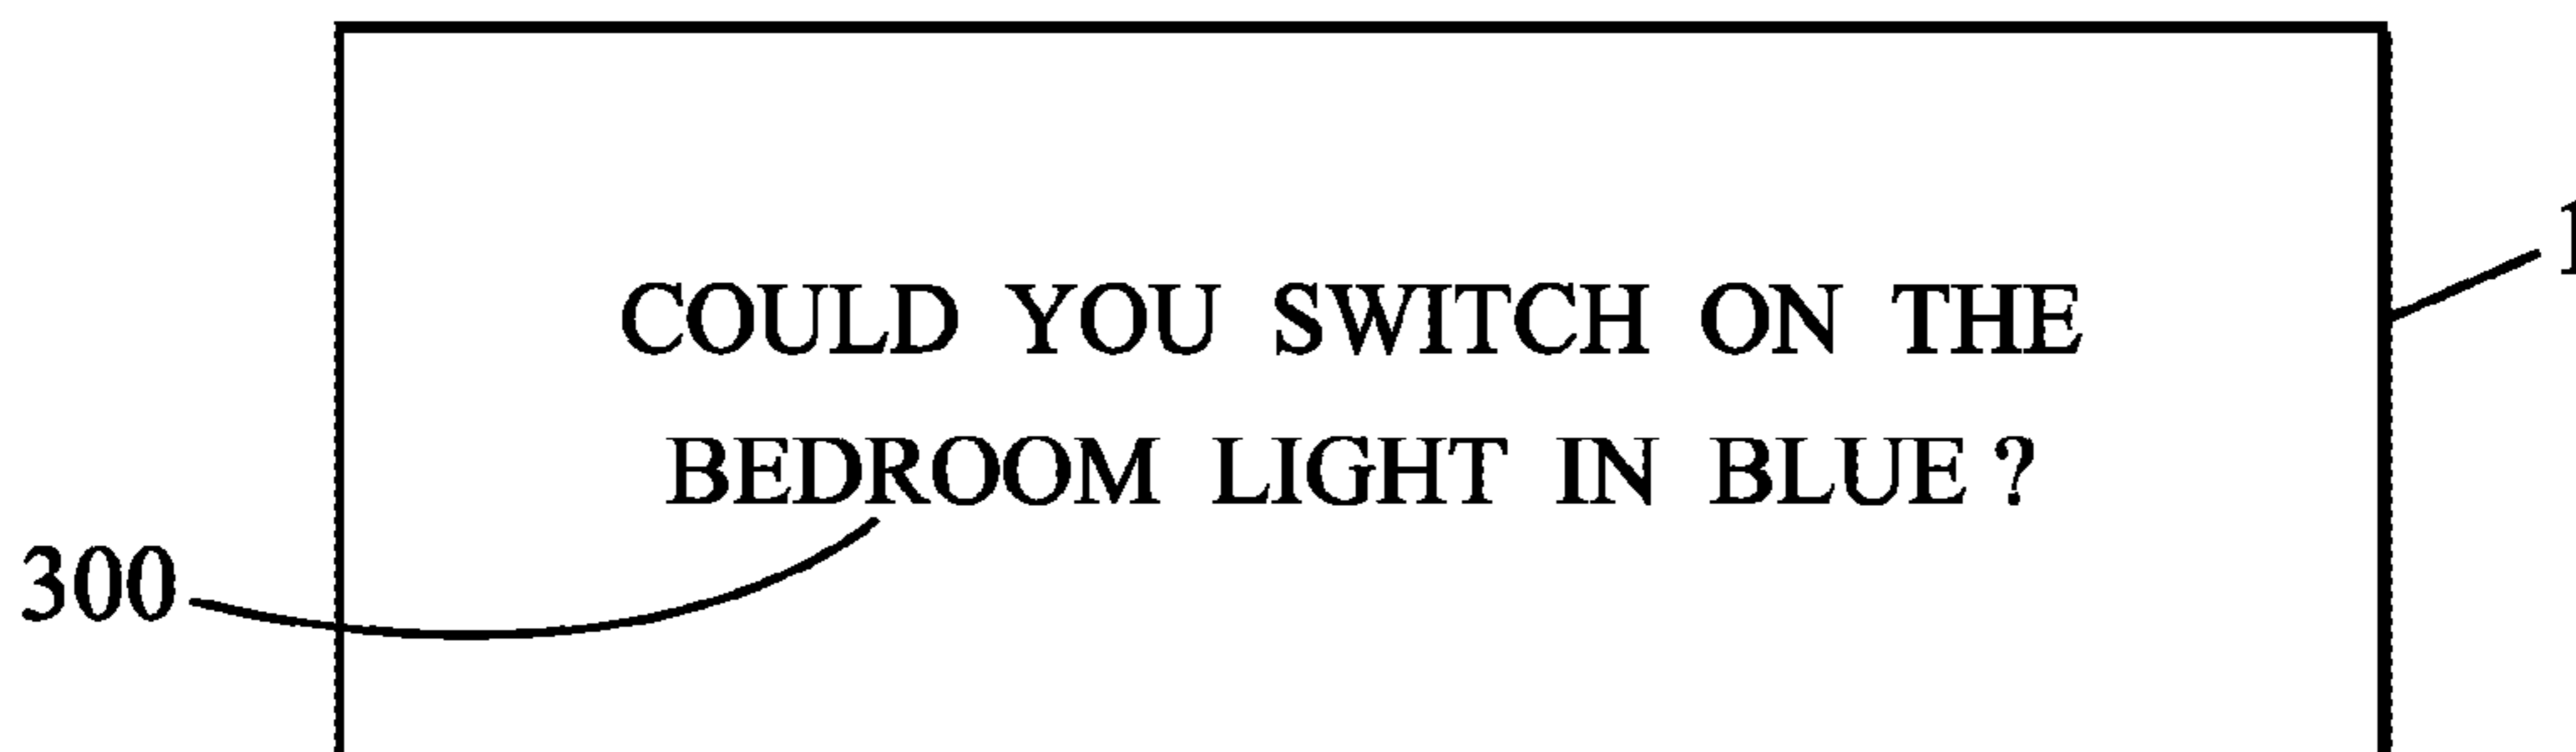 COULD YOU SWITCH ON THE
BEDROOM LIGHT IN BLUE ?
300